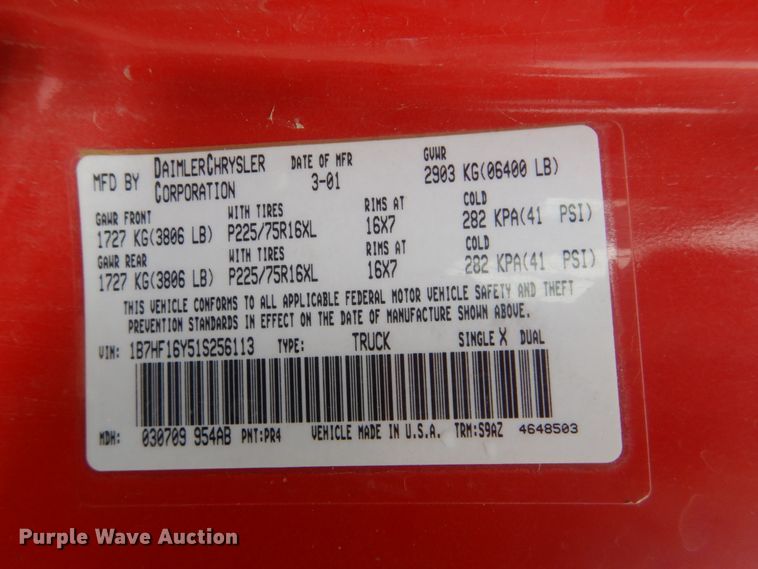 MFD BY DAIMLERCHRYSLER CORPORATION DATE OF MFR 3-01 GVWR 2903 KG(06400 LB)
GAWR FRONT WITH TIRES RIMS AT COLD
1727 KG(3806 LB) P225/75R16XL 16X7 282 KPA(41 PSI)
GAWR REAR WITH TIRES RIMS AT COLD
1727 KG(3806 LB) P225/75R16XL 16X7 282 KPA(41 PSI)
THIS VEHICLE CONFORMS TO ALL APPLICABLE FEDERAL MOTOR VEHICLE SAFETY AND THEFT
PREVENTION STANDARDS IN EFFECT ON THE DATE OF MANUFACTURE SHOWN ABOVE.
VIN: 1B7HF16Y51S256113 TYPE: TRUCK SINGLE X DUAL
MDH: 030709 954AB PNT:PR4 VEHICLE MADE IN U.S.A. TRM:S9AZ 4648503
Purple Wave Auction